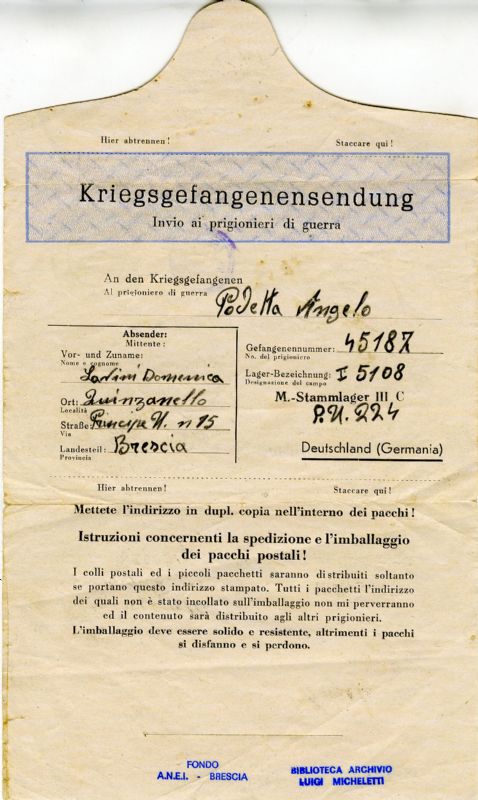 Hier abtrennen! Staccare qui!
Kriegsgefangenensendung
Invio ai prigionieri di guerra
An den Kriegsgefangenen
Al prigioniero di guerra
Podetta Angelo
Absender:
Mittente:
Vor- und Zuname:
Nome e cognome
Domenica
Ort: Quinzanello
Località
Straße: Principe U. n 15
Via
Landesteil: Brescia
Provincia
Gefangenennummer: 45187
No. del prigioniero
Lager-Bezeichnung: I 5108
Designazione del campo
M.-Stammlager III C
P.U. 224
Deutschland (Germania)
Hier abtrennen! Staccare qui!
Mettete l'indirizzo in dupl. copia nell'interno dei pacchi!
Istruzioni concernenti la spedizione e l'imballaggio
dei pacchi postali!
I colli postali ed i piccoli pacchetti saranno distribuiti soltanto
se portano questo indirizzo stampato. Tutti i pacchetti l'indirizzo
dei quali non è stato incollato sull'imballaggio non mi perverranno
ed il contenuto sarà distribuito agli altri prigionieri.
L'imballaggio deve essere solido e resistente, altrimenti i pacchi
si disfanno e si perdono.
FONDO
A.N.E.I. - BRESCIA
BIBLIOTECA ARCHIVIO
LUIGI MICHELETTI